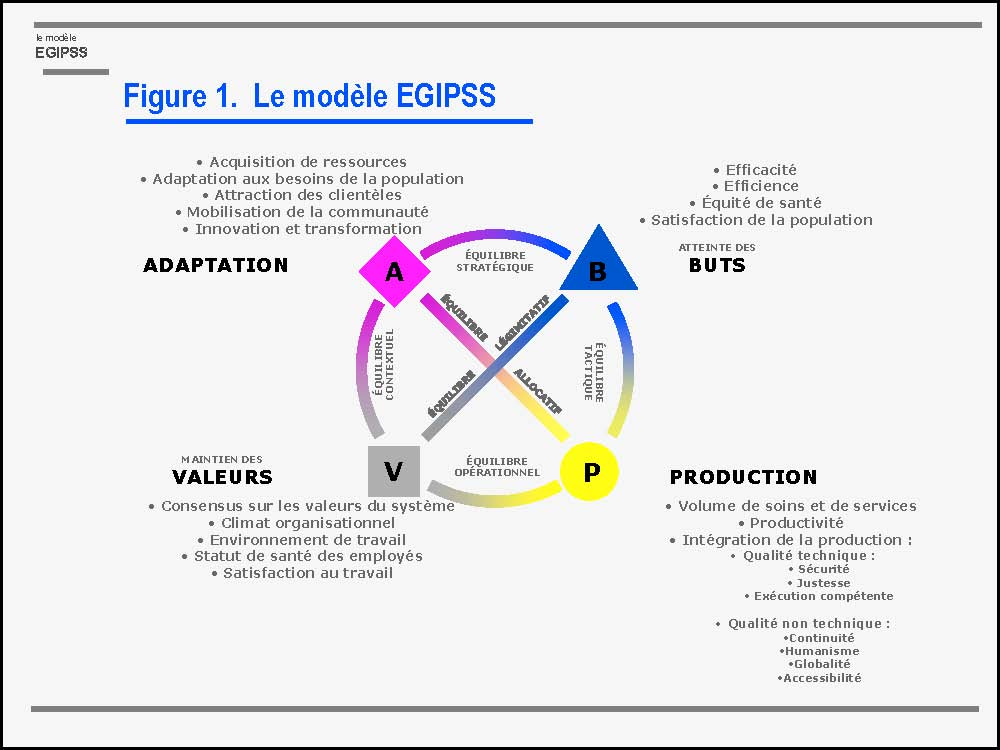 le modèle
EGIPSS
Figure 1. Le modèle EGIPSS
• Acquisition de ressources
• Adaptation aux besoins de la population
• Attraction des clientèles
• Mobilisation de la communauté
• Innovation et transformation
ADAPTATION
• Efficacité
• Efficience
• Équité de santé
• Satisfaction de la population
ATTEINTE DES
BUTS
A
ÉQUILIBRE
STRATÉGIQUE
B
ÉQUILIBRE
CONTEXTUEL
ÉQUILIBRE
ALLOCATIF
ÉQUILIBRE
LÉGIMITATIF
ÉQUILIBRE
TACTIQUE
V
ÉQUILIBRE
OPÉRATIONNEL
P
MAINTIEN DES
VALEURS
• Consensus sur les valeurs du système
• Climat organisationnel
• Environnement de travail
• Statut de santé des employés
• Satisfaction au travail
PRODUCTION
• Volume de soins et de services
• Productivité
• Intégration de la production :
• Qualité technique :
• Sécurité
• Justesse
• Exécution compétente
• Qualité non technique :
•Continuité
•Humanisme
•Globalité
•Accessibilité